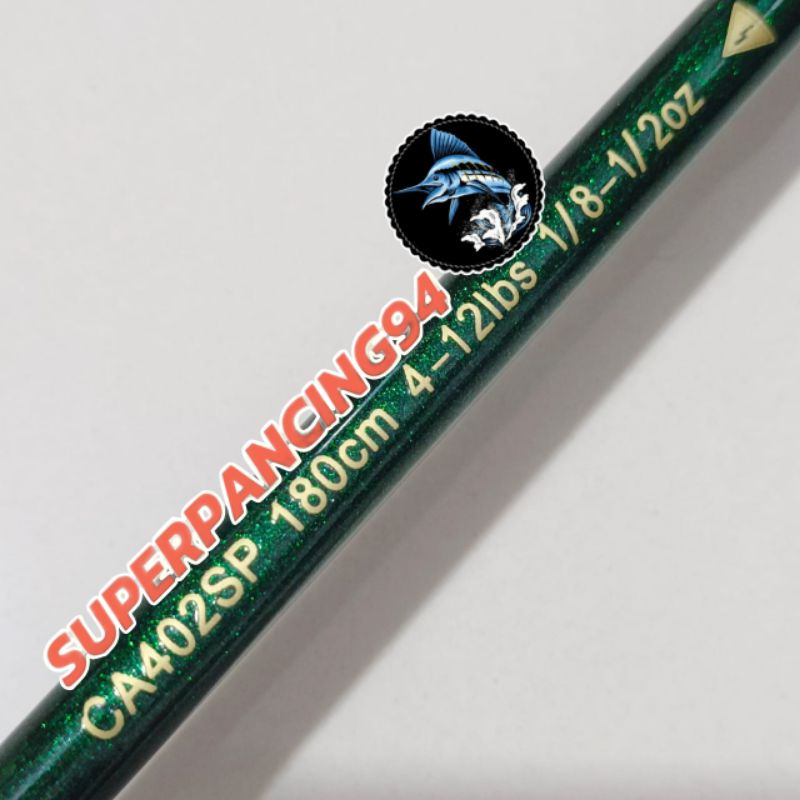 SUPERPANCING94
CA402SP 180cm 4-12lbs 1/8-1/2oz